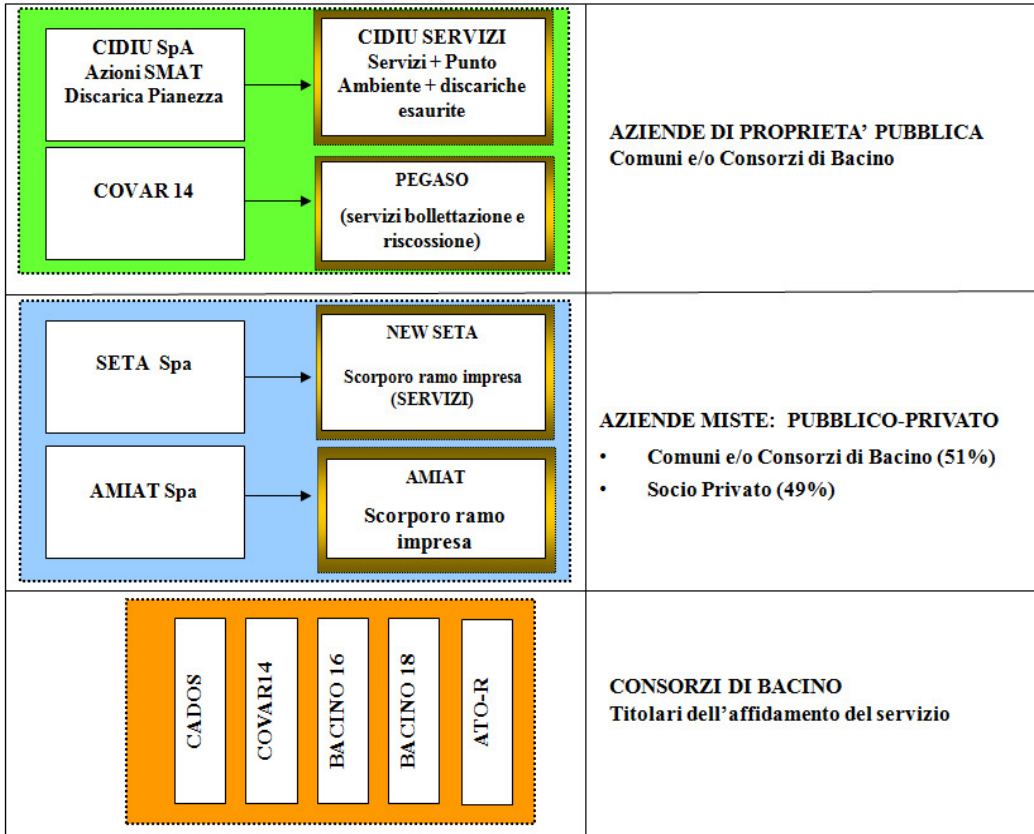 CIDIU SpA
Azioni SMAT
Discarica Pianezza
CIDIU SERVIZI
Servizi + Punto
Ambiente + discariche
esaurite
COVAR 14
PEGASO
(servizi bollettazione e
riscossione)
AZIENDE DI PROPRIETA’ PUBBLICA
Comuni e/o Consorzi di Bacino
SETA Spa
NEW SETA
Scorporo ramo impresa
(SERVIZI)
AMIAT Spa
AMIAT
Scorporo ramo
impresa
AZIENDE MISTE: PUBBLICO-PRIVATO
• Comuni e/o Consorzi di Bacino (51%)
• Socio Privato (49%)
CADOS
COVAR14
BACINO 16
BACINO 18
ATO-R
CONSORZI DI BACINO
Titolari dell’affidamento del servizio